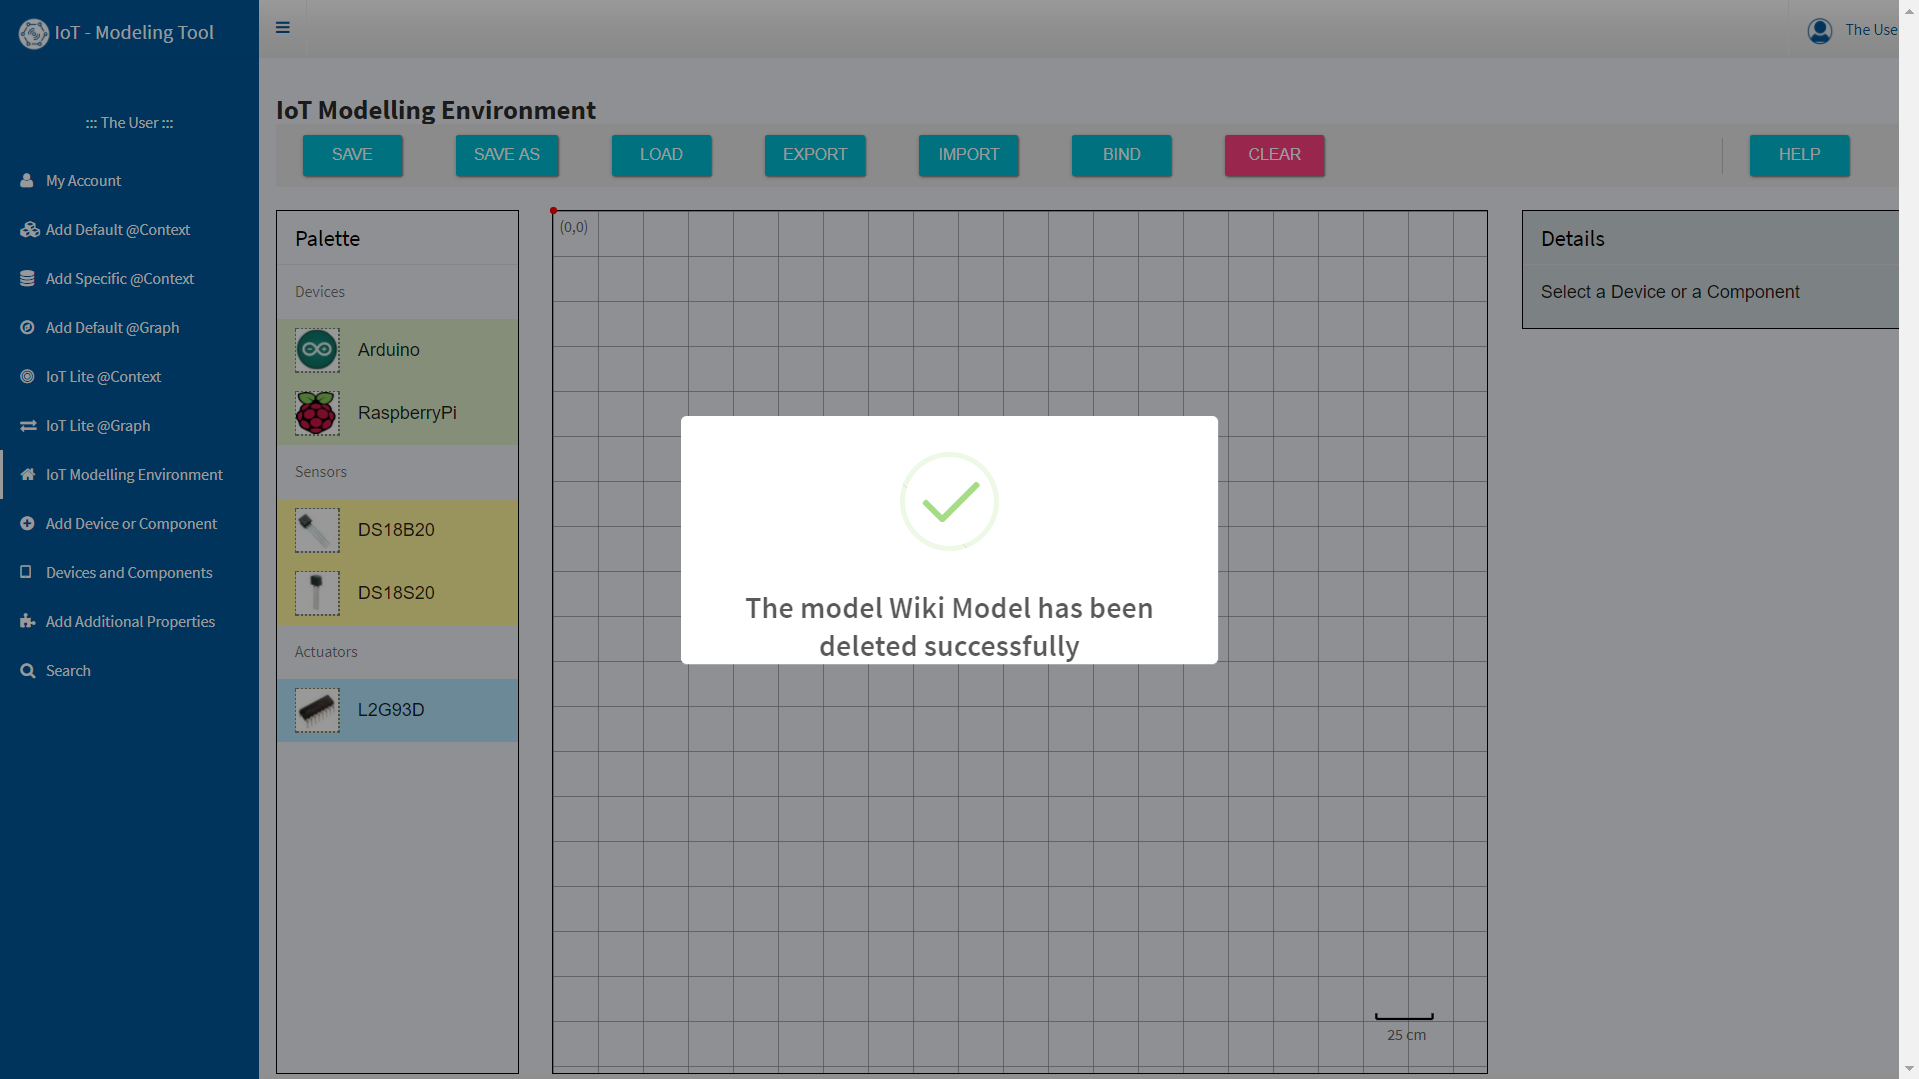 IoT - Modeling Tool
The Use
::: The User :::
My Account
Add Default @Context
Add Specific @Context
Add Default @Graph
IoT Lite @Context
IoT Lite @Graph
IoT Modelling Environment
Add Device or Component
Devices and Components
Add Additional Properties
Search
IoT Modelling Environment
SAVE
SAVE AS
LOAD
EXPORT
IMPORT
BIND
CLEAR
HELP
Palette
Devices
Arduino
RaspberryPi
Sensors
DS18B20
DS18S20
Actuators
L2G93D
(0,0)
25 cm
The model Wiki Model has been
deleted successfully
Details
Select a Device or a Component